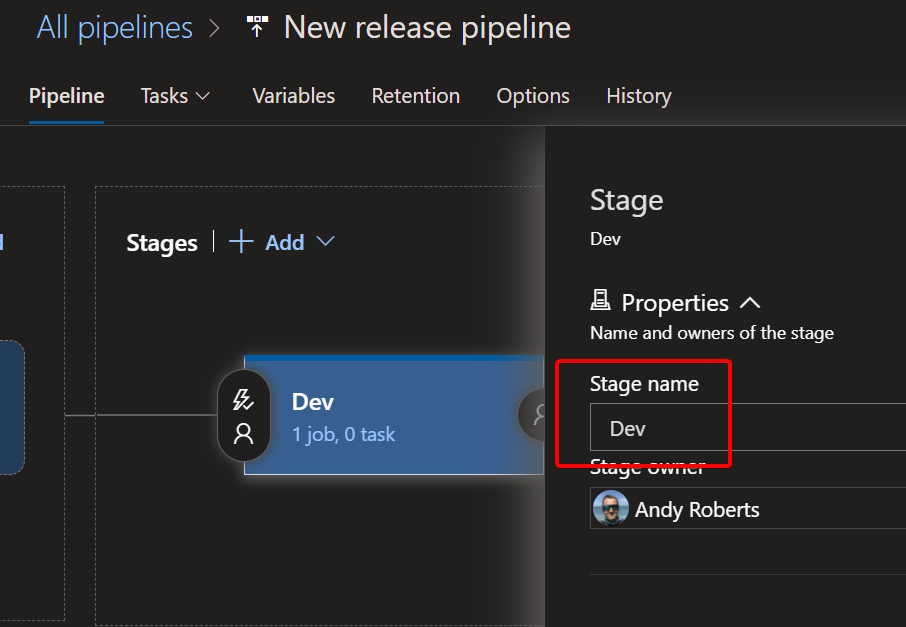 All pipelines > New release pipeline
Pipeline Tasks Variables Retention Options History
Stages | + Add
Dev
1 job, 0 task
Stage
Dev
Properties
Name and owners of the stage
Stage name
Dev
Stage owner
Andy Roberts